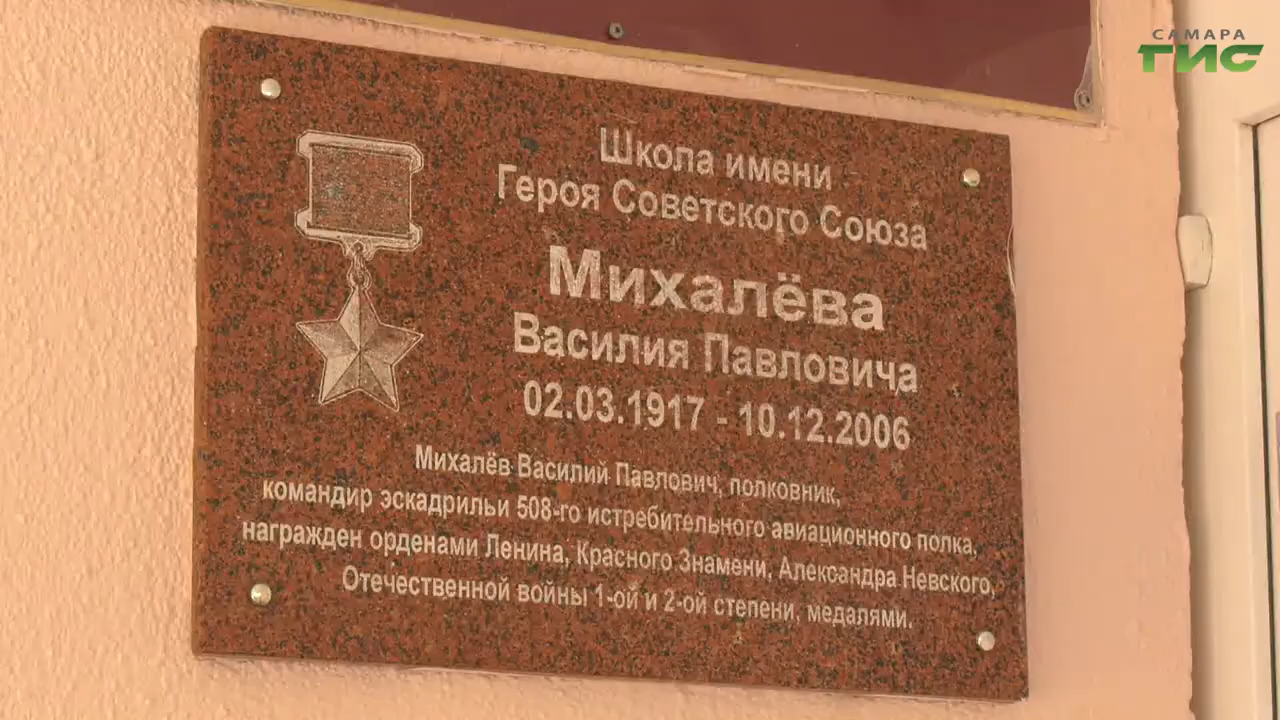 САМАРА
ТИС
Школа имени
Героя Советского Союза
Михалёва
Василия Павловича
02.03.1917 - 10.12.2006
Михалёв Василий Павлович, полковник,
командир эскадрильи 508-го истребительного авиационного полка,
награжден орденами Ленина, Красного Знамени, Александра Невского,
Отечественной войны 1-ой и 2-ой степени, медалями.